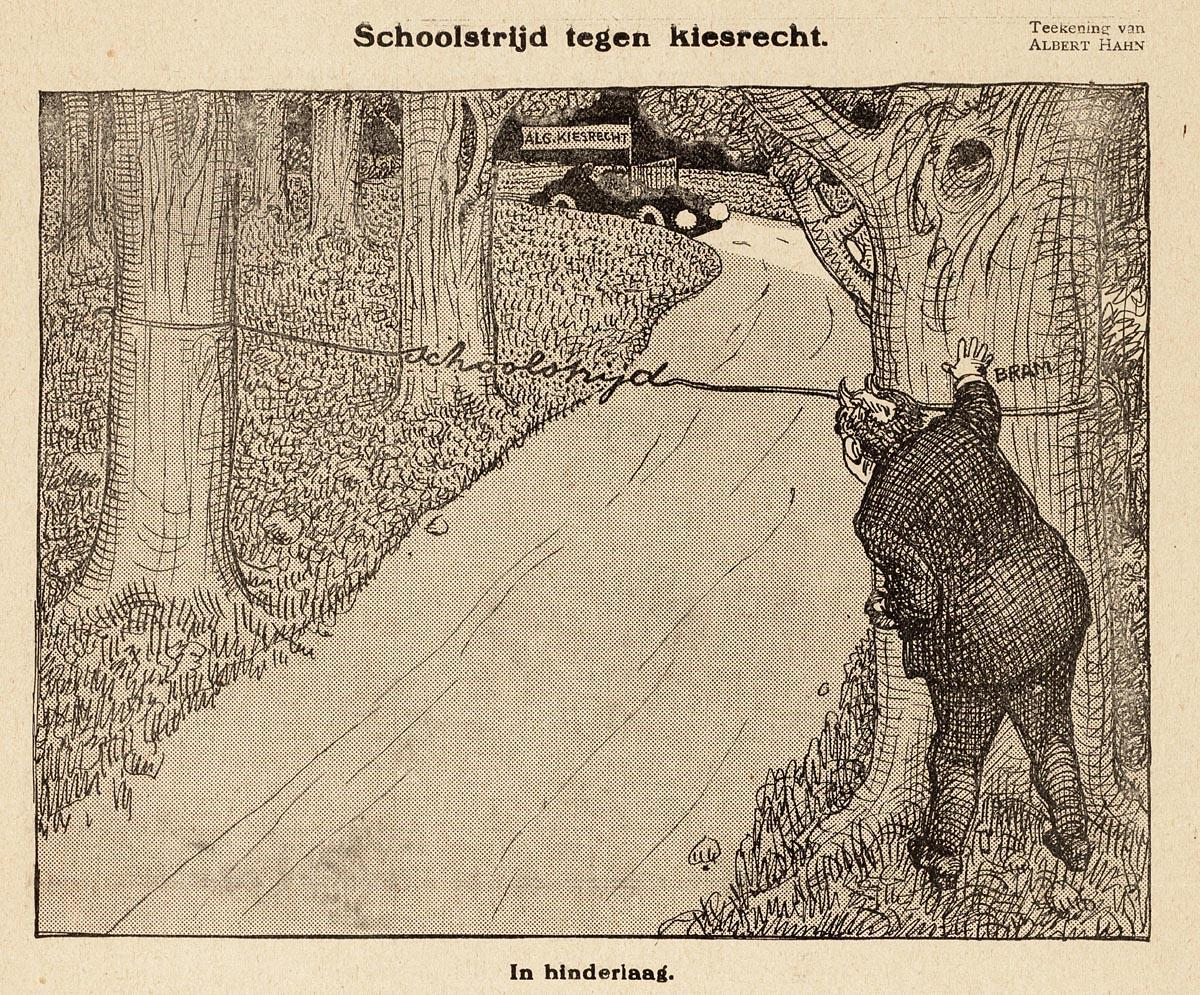 Schoolstrijd tegen kiesrecht.
Teekening van
ALBERT HAHN
ALG. KIESRECHT
schoolstrijd
BRAM
In hinderlaag.